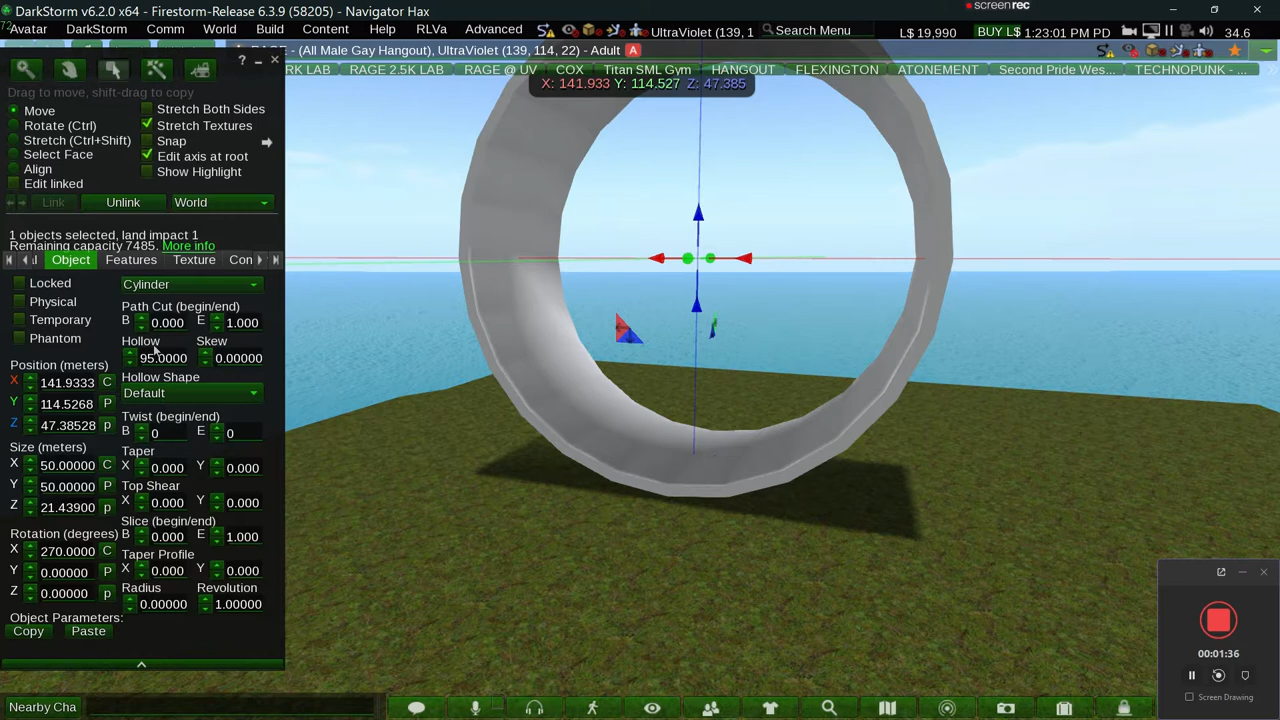 DarkStorm v6.2.0 x64 - Firestorm-Release 6.3.9 (58205) - Navigator Hax
screenrec
72
Avatar DarkStorm Comm World Build Content RLVa Advanced UltraViolet (139, 1 Search Menu L$ 19,990 BUY L$ 1:23:01 PM PD 34.6
RAGE - (All Male Gay Hangout), UltraViolet (139, 114, 22) - Adult A
RK LAB RAGE 2.5K LAB RAGE @ UV COX Titan SML Gym HANGOUT FLEXINGTON ATONEMENT Second Pride Wes... TECHNOPUNK - ...
X: 141.933 Y: 114.527 Z: 47.385
Drag to move, shift-drag to copy
Move Stretch Both Sides
Rotate (Ctrl) Stretch Textures
Stretch (Ctrl+Shift) Snap
Select Face Edit axis at root
Align Show Highlight
Edit linked
Link Unlink World
1 objects selected, land impact 1
Remaining capacity 7485. More info
Object Features Texture Con
Locked Cylinder
Physical Path Cut (begin/end)
Temporary B 0.000 E 1.000
Phantom Hollow Skew
95.0000 0.00000
Position (meters) Hollow Shape
X 141.9333 C Default
Y 114.5268 P
Z 47.38528 p Twist (begin/end)
B 0 E 0
Size (meters) Taper
X 50.00000 C X 0.000 Y 0.000
Y 50.00000 P Top Shear
Z 21.43900 p X 0.000 Y 0.000
Slice (begin/end)
Rotation (degrees) B 0.000 E 1.000
X 270.0000 C Taper Profile
Y 0.00000 P X 0.000 Y 0.000
Z 0.00000 p Radius Revolution
0.00000 1.00000
Object Parameters:
Copy Paste
Nearby Cha
00:01:36
Screen Drawing